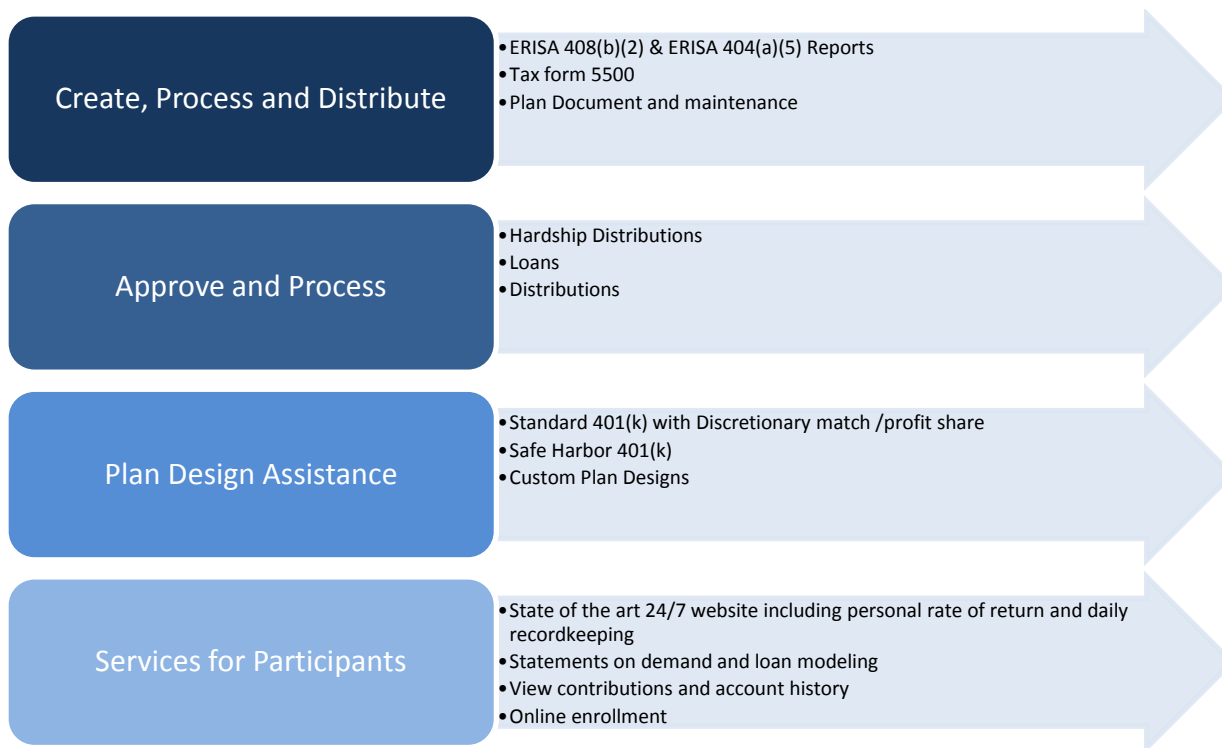 Create, Process and Distribute
•ERISA 408(b)(2) & ERISA 404(a)(5) Reports
•Tax form 5500
•Plan Document and maintenance
Approve and Process
•Hardship Distributions
•Loans
•Distributions
Plan Design Assistance
•Standard 401(k) with Discretionary match /profit share
•Safe Harbor 401(k)
•Custom Plan Designs
Services for Participants
•State of the art 24/7 website including personal rate of return and daily
recordkeeping
•Statements on demand and loan modeling
•View contributions and account history
•Online enrollment